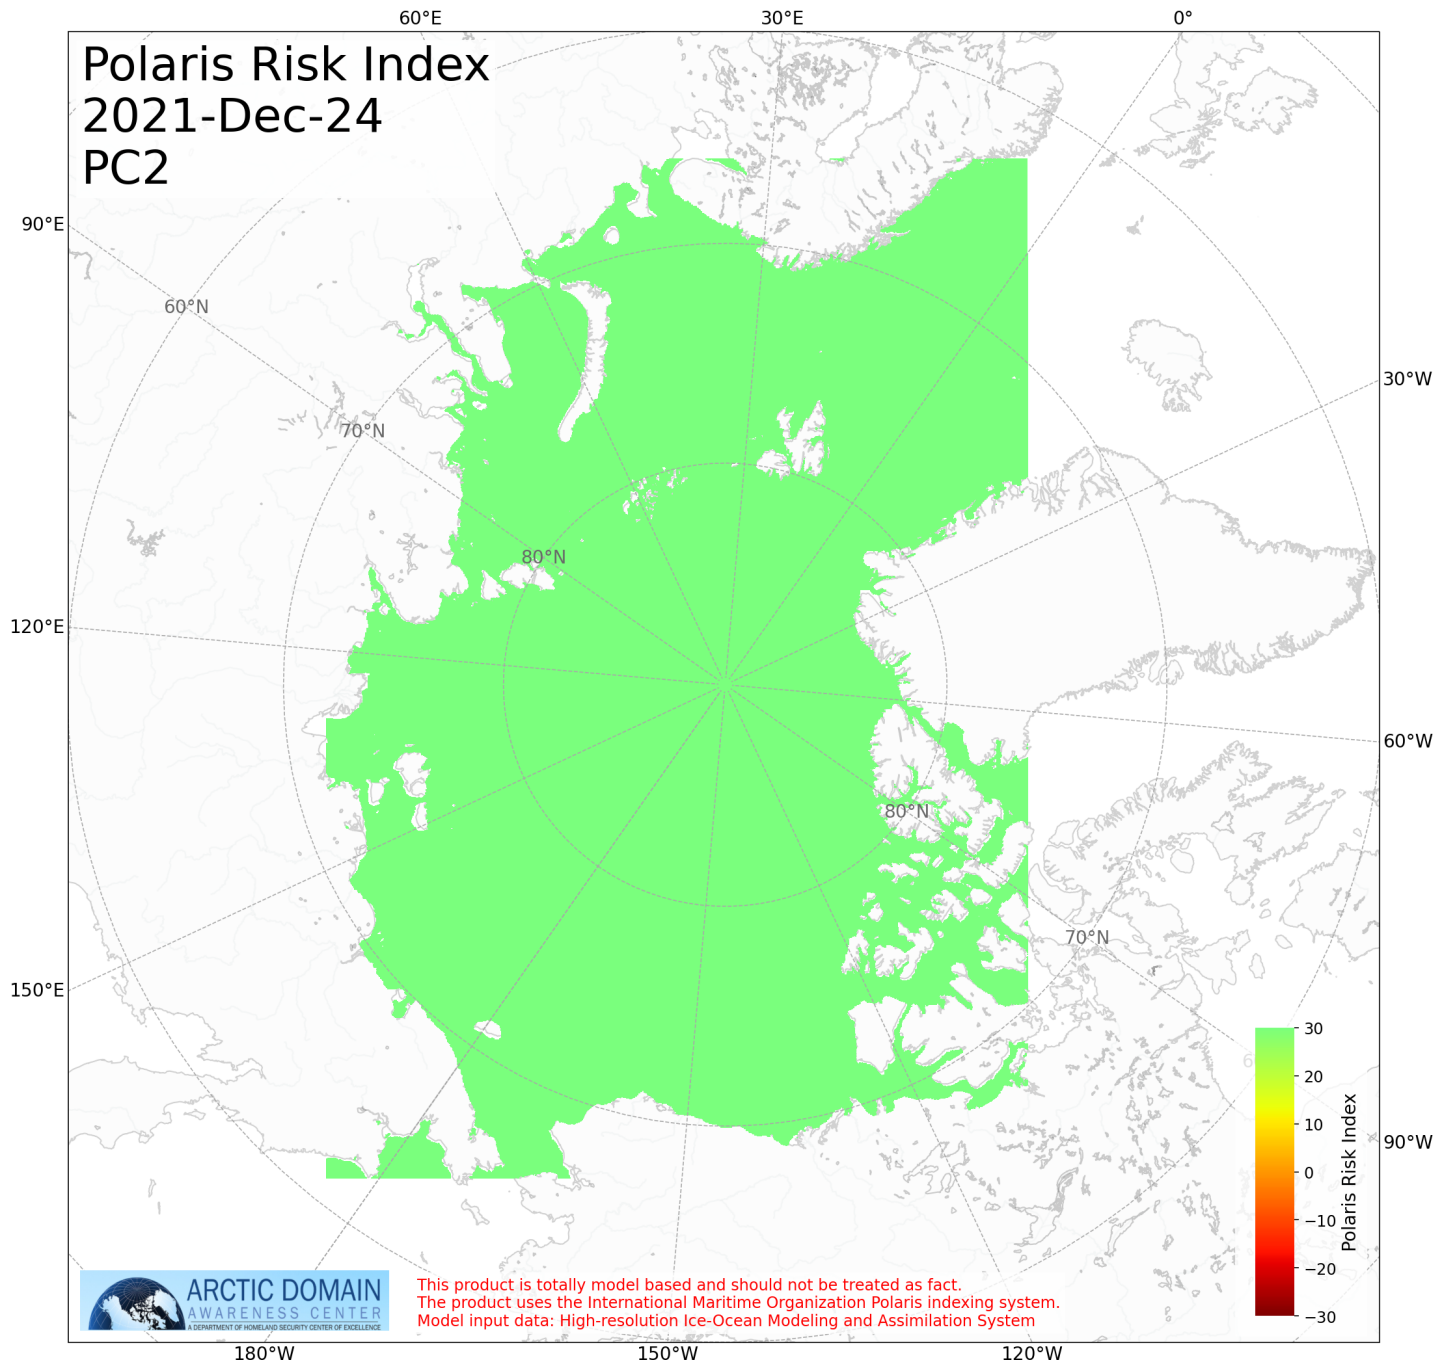 60°E
30°E
0°
Polaris Risk Index
2021-Dec-24
PC2
90°E
60°N
30°W
70°N
80°N
120°E
60W
80°N
70°N
150°E
30
20
10
0
−10
−20
−30
Polaris Risk Index
90°W
ARCTIC DOMAIN
AWARENESS CENTER
A DEPARTMENT OF HOMELAND SECURITY CENTER OF EXCELLENCE
This product is totally model based and should not be treated as fact.
The product uses the International Maritime Organization Polaris indexing system.
Model input data: High-resolution Ice-Ocean Modeling and Assimilation System
180°W
150°W
120°W